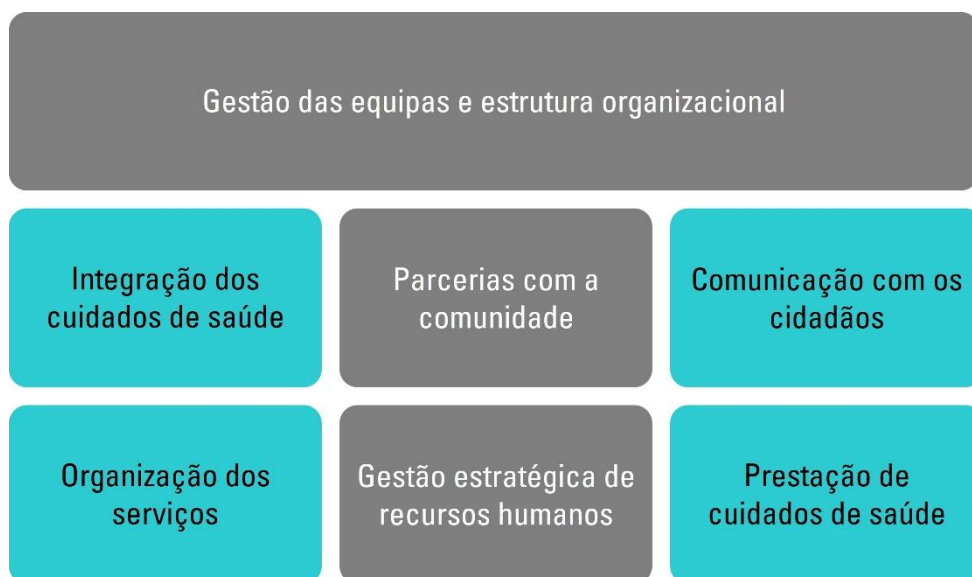 Gestão das equipas e estrutura organizacional
Integração dos
cuidados de saúde
Parcerias com a
comunidade
Comunicação com os
cidadãos
Organização dos
serviços
Gestão estratégica de
recursos humanos
Prestação de
cuidados de saúde